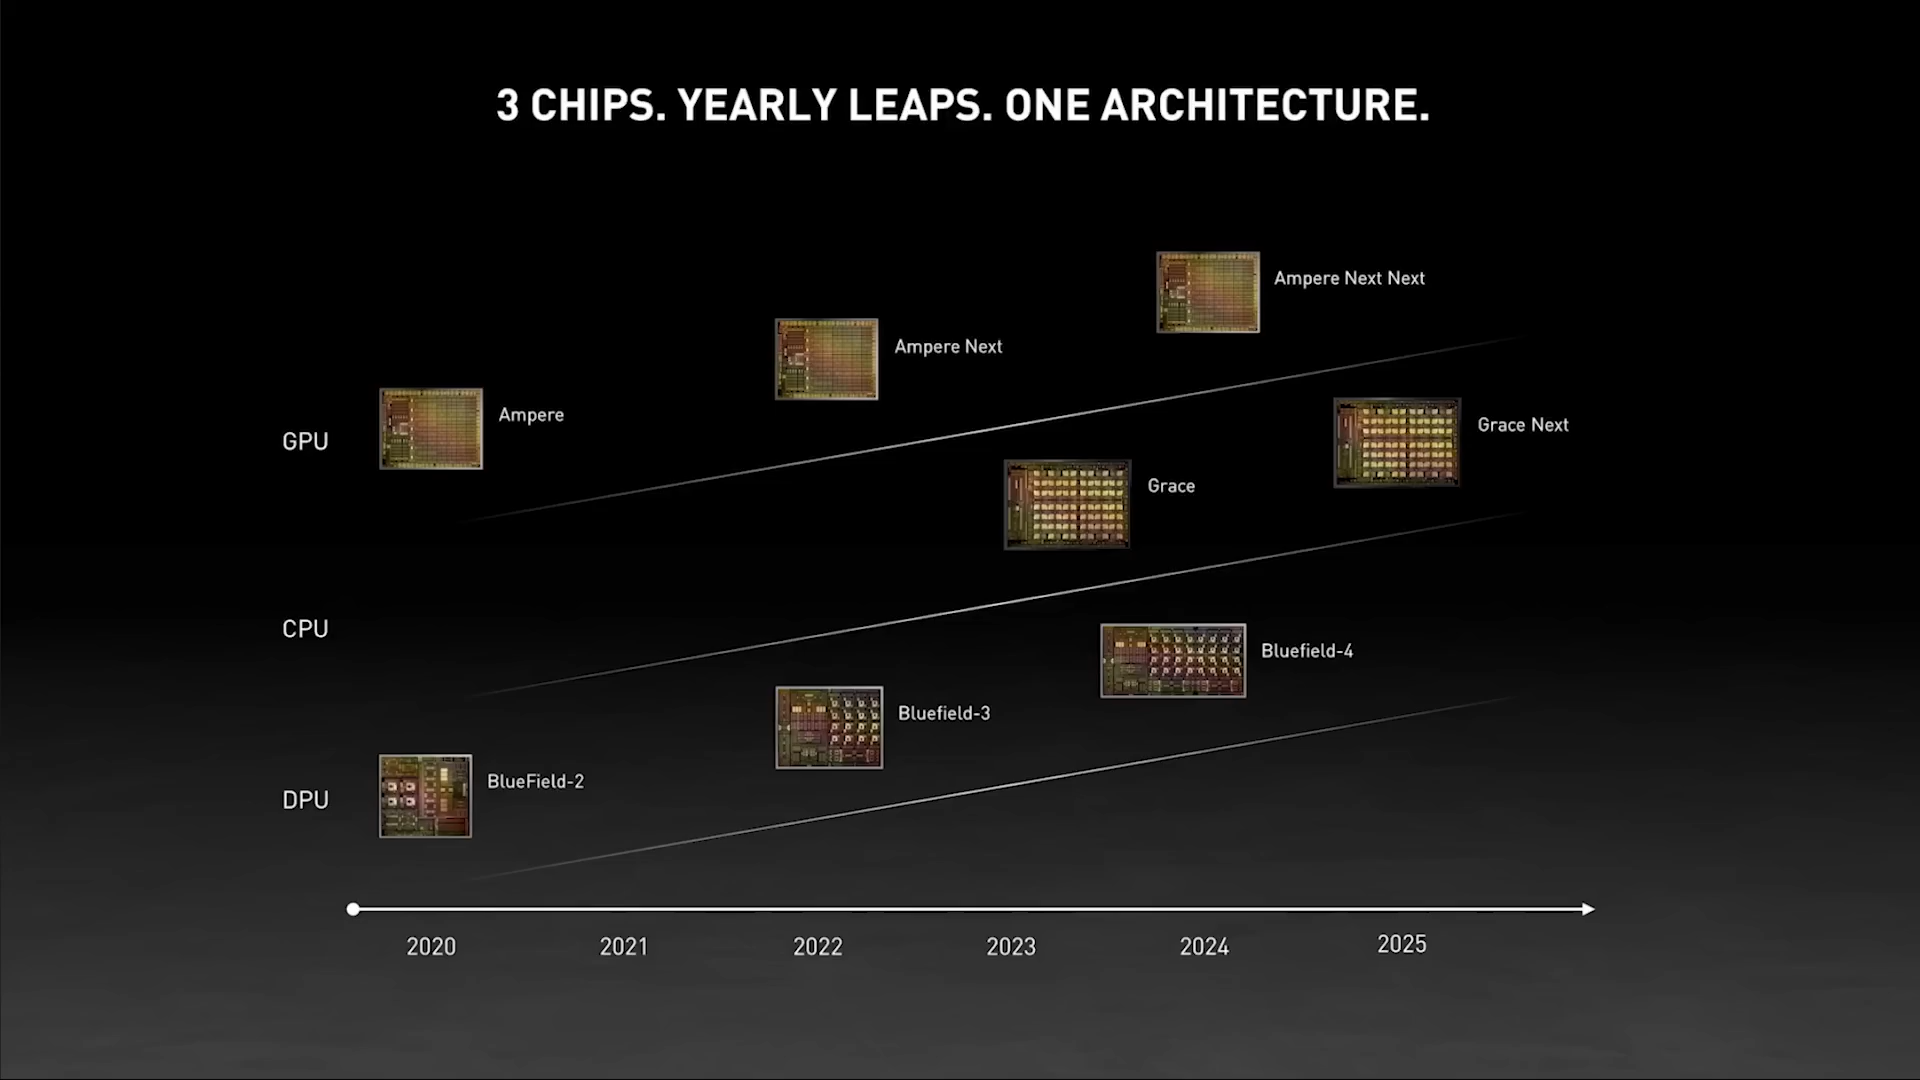 3 CHIPS. YEARLY LEAPS. ONE ARCHITECTURE.
Ampere Next Next
Ampere Next
Ampere
GPU
Grace Next
Grace
CPU
Bluefield-4
Bluefield-3
BlueField-2
DPU
2020 2021 2022 2023 2024 2025